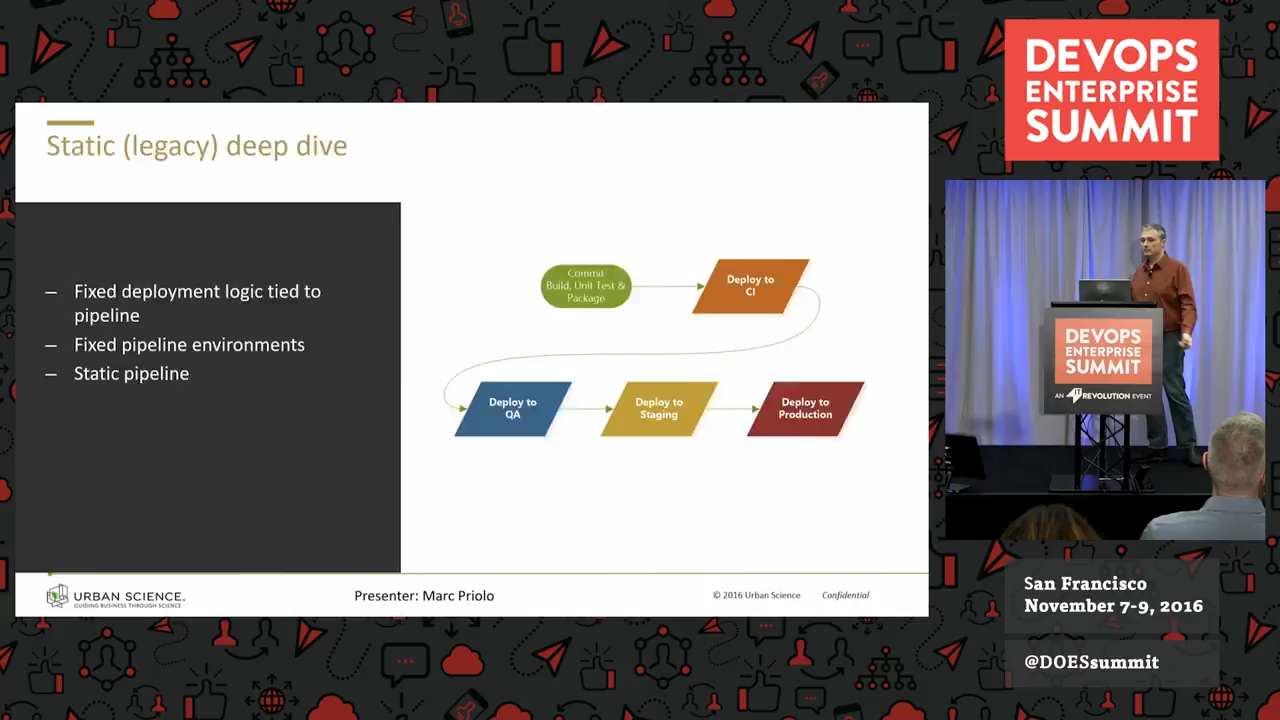 Static (legacy) deep dive
– Fixed deployment logic tied to
pipeline
– Fixed pipeline environments
– Static pipeline
Commit
Build, Unit Test &
Package
Deploy to
CI
Deploy to
QA
Deploy to
Staging
Deploy to
Production
URBAN SCIENCE.
GUIDING BUSINESS THROUGH SCIENCE
Presenter: Marc Priolo
© 2016 Urban Science
Confidential
DEVOPS
ENTERPRISE
SUMMIT
DEVOPS
ENTERPRISE
SUMMIT
AN IT REVOLUTION EVENT
San Francisco
November 7-9, 2016
@DOESsummit